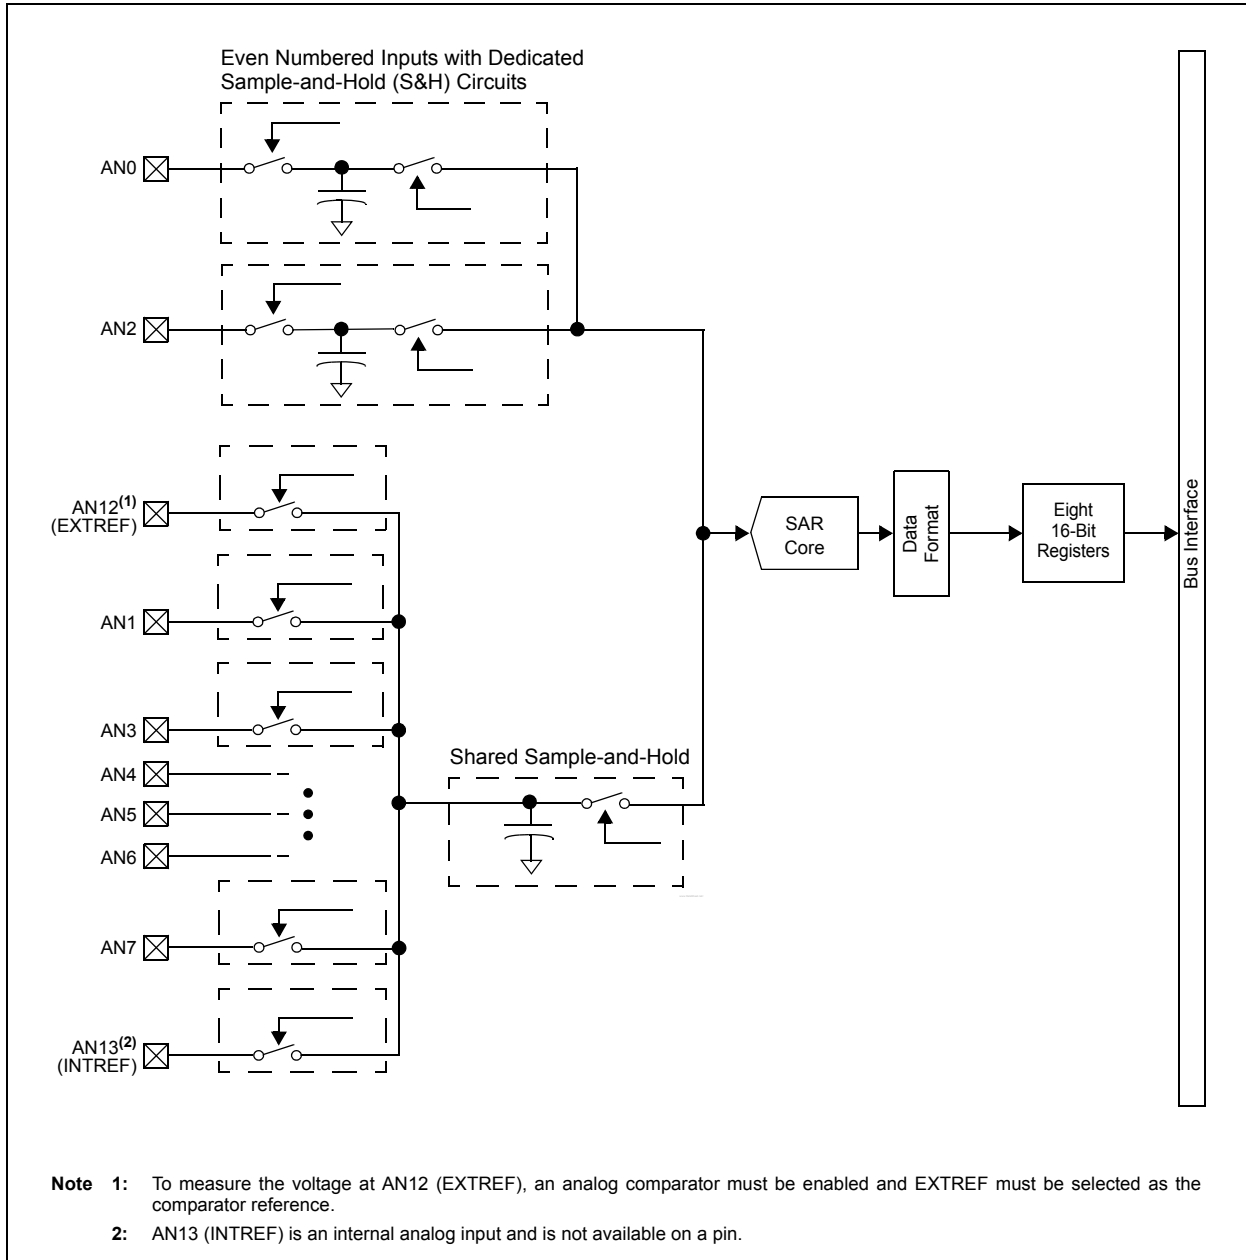 Even Numbered Inputs with Dedicated
Sample-and-Hold (S&H) Circuits
AN0
AN2
AN12(1)
(EXTREF)
AN1
AN3
AN4
AN5
AN6
AN7
AN13(2)
(INTREF)
Shared Sample-and-Hold
SAR
Core
Data
Format
Eight
16-Bit
Registers
Bus Interface
Note 1: To measure the voltage at AN12 (EXTREF), an analog comparator must be enabled and EXTREF must be selected as the
comparator reference.
2: AN13 (INTREF) is an internal analog input and is not available on a pin.